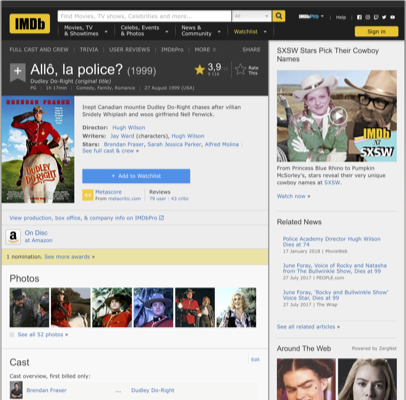 IMDb
Find Movies, TV shows, Celebrities and more...
All
IMDbPro
Help
Movies, TV & Showtimes
Celebs, Events & Photos
News & Community
Watchlist
Sign in
FULL CAST AND CREW
TRIVIA
USER REVIEWS
IMDbPro
MORE
SHARE
Allô, la police? (1999)
Dudley Do-Right (original title)
PG
1h 17min
Comedy, Family, Romance
27 August 1999 (USA)
3,9
Rate This
BRENDAN FRASER
DUDLEY DO-RIGHT
Inept Canadian mountie Dudley Do-Right chases after villain
Snidely Whiplash and woos girlfriend Nell Fenwick.
Director: Hugh Wilson
Writers: Jay Ward (characters), Hugh Wilson
Stars: Brendan Fraser, Sarah Jessica Parker, Alfred Molina
See full cast & crew »
+ Add to Watchlist
44
Metascore
From metacritic.com
Reviews
79 user
43 critic
View production, box office, & company info on IMDbPro
a
On Disc
at Amazon
1 nomination. See more awards »
Photos
See all 52 photos »
Cast
Edit
Cast overview, first billed only:
Brendan Fraser
...
Dudley Do-Right
SXSW Stars Pick Their Cowboy
Names
IMDb
AT
SXSW
From Princess Blue Rhino to Pumpkin
McSorley's, stars reveal their very unique
cowboy names at SXSW.
Watch now »
Related News
Police Academy Director Hugh Wilson
Dies at 74
17 January 2018 | MovieWeb
June Foray, Voice of Rocky and Natasha
from The Bullwinkle Show, Dies at 99
27 July 2017 | PEOPLE.com
June Foray, 'Rocky and Bullwinkle Show'
Voice Star, Dies at 99
27 July 2017 | The Wrap
See all related articles »
Around The Web
Powered by ZergNet